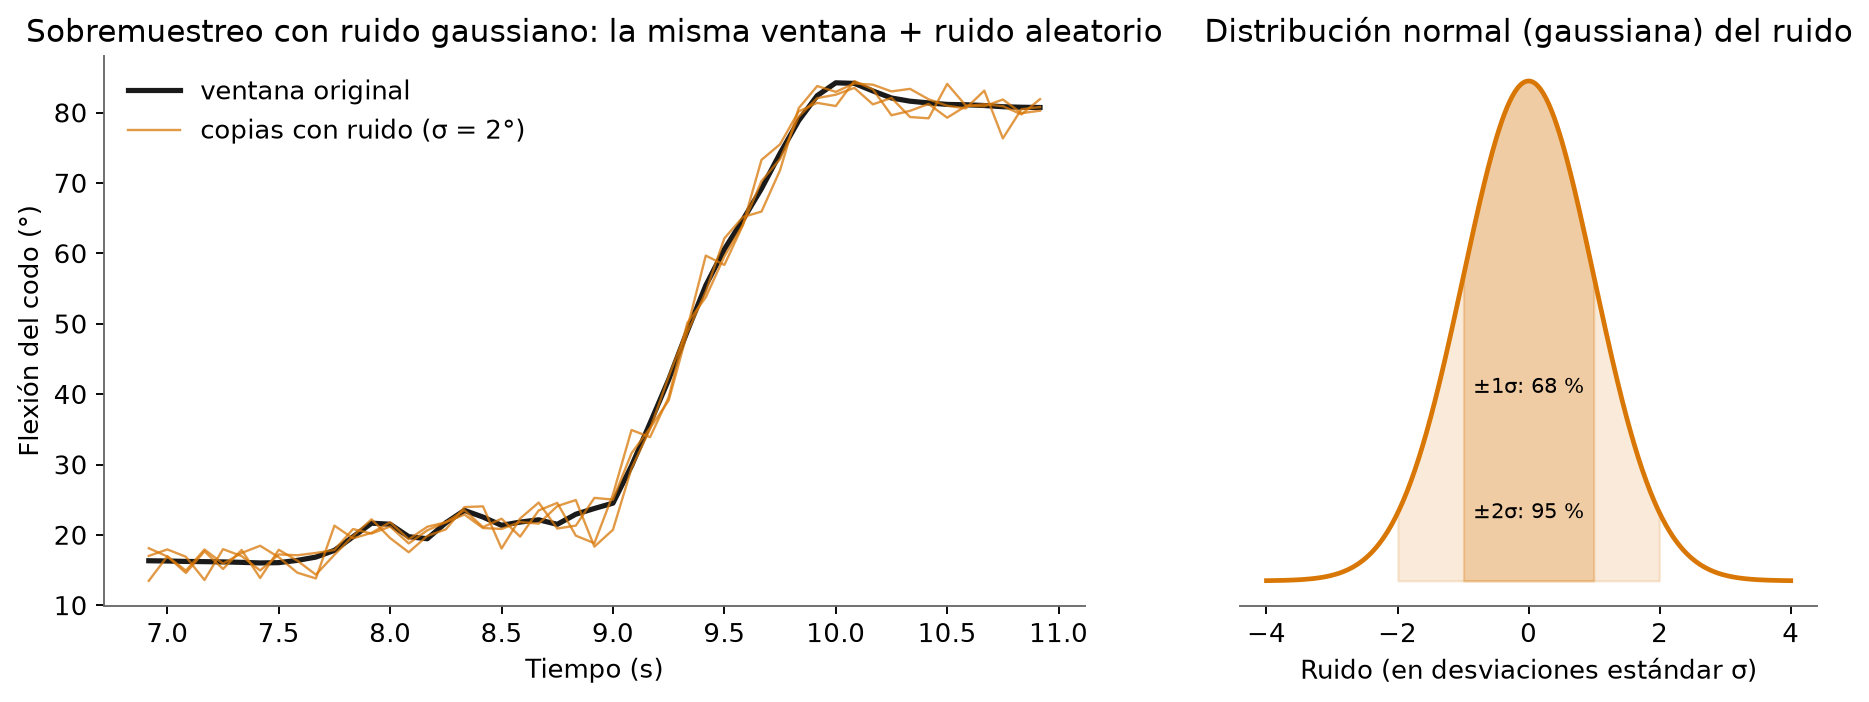 Sobremuestreo con ruido gaussiano: la misma ventana + ruido aleatorio
ventana original
copias con ruido (σ = 2°)
Flexión del codo (°)
80
70
60
50
40
30
20
10
7.0 7.5 8.0 8.5 9.0 9.5 10.0 10.5 11.0
Tiempo (s)
Distribución normal (gaussiana) del ruido
±1σ: 68 %
±2σ: 95 %
−4 −2 0 2 4
Ruido (en desviaciones estándar σ)